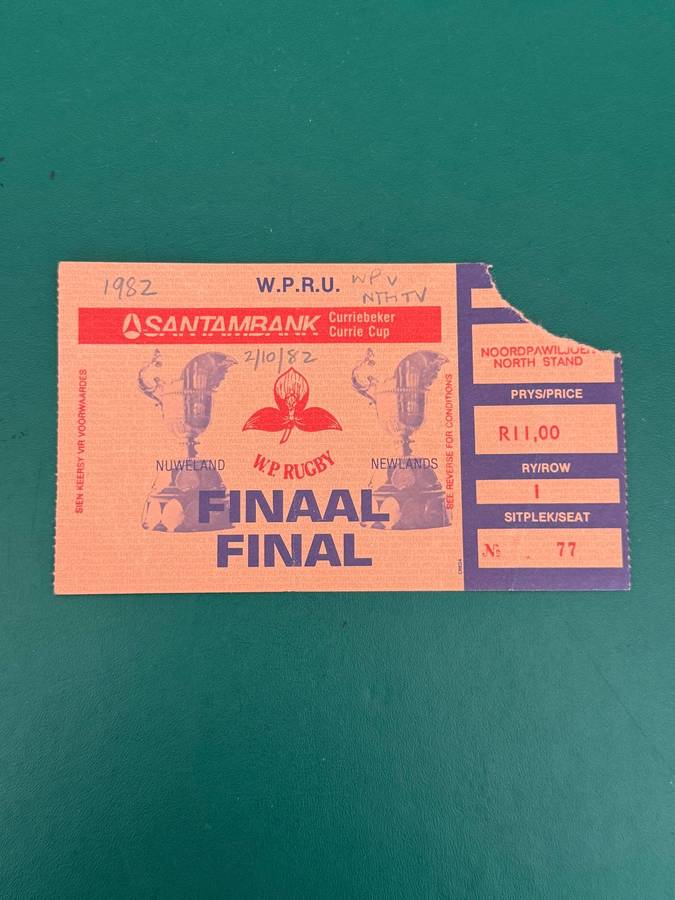 1982
W.P.R.U.
WP V
NTH TV
SANTAMBANK
Curriebeker
Currie Cup
2/10/82
SIEN KEERSY VIR VOORWAARDES
W.P. RUGBY
NUWELAND
NEWLANDS
FINAAL
FINAL
SEE REVERSE FOR CONDITIONS
NOORDPAWILJOEN
NORTH STAND
PRYS/PRICE
R11,00
RY/ROW
1
SITPLEK/SEAT
№ 77